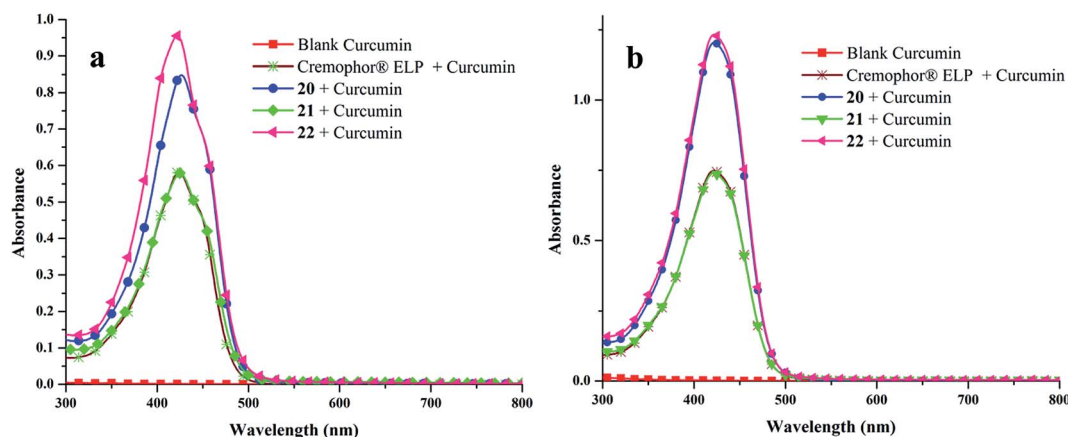 a
Blank Curcumin
Cremophor® ELP + Curcumin
20 + Curcumin
21 + Curcumin
22 + Curcumin
Absorbance
1.0
0.9
0.8
0.7
0.6
0.5
0.4
0.3
0.2
0.1
0.0
300 400 500 600 700 800
Wavelength (nm)
b
Blank Curcumin
Cremophor® ELP + Curcumin
20 + Curcumin
21 + Curcumin
22 + Curcumin
Absorbance
1.0
0.5
0.0
300 400 500 600 700 800
Wavelength (nm)